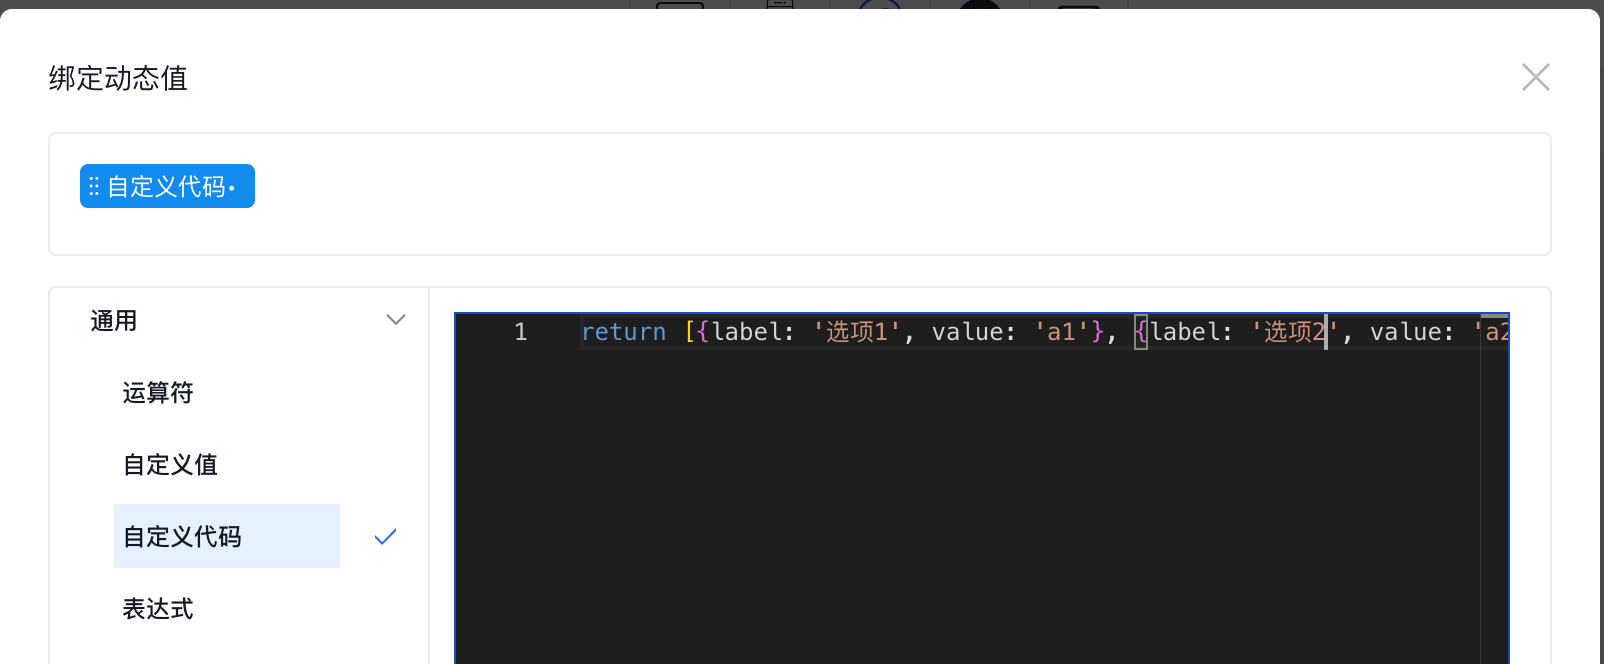 绑定动态值
自定义代码•
通用
运算符
自定义值
自定义代码
表达式
1 return [{label: '选项1', value: 'a1'}, {label: '选项2', value: 'a2